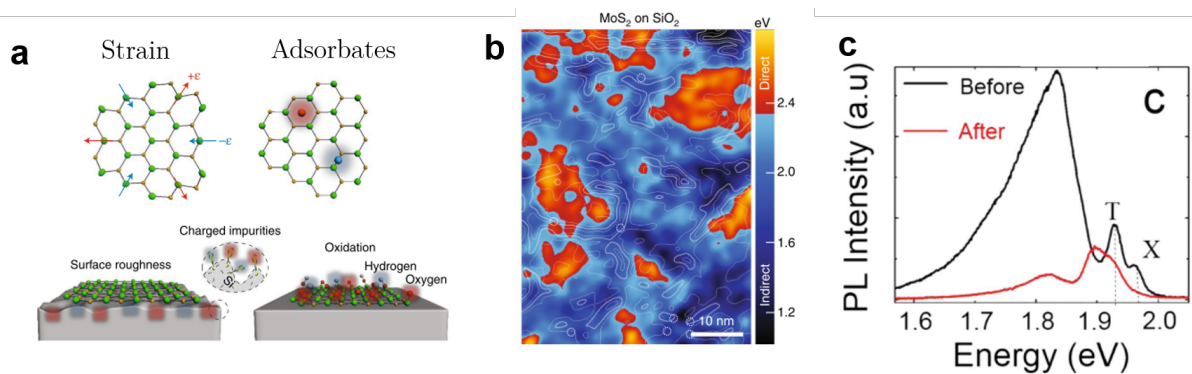 a
Strain
Adsorbates
+ε
−ε
Charged impurities
Surface roughness
Si
Oxidation
Hydrogen
Oxygen
b
MoS₂ on SiO₂
eV
Direct
2.4
2.0
1.6
Indirect
1.2
10 nm
c
C
Before
After
T
X
PL Intensity (a.u)
1.6 1.7 1.8 1.9 2.0
Energy (eV)